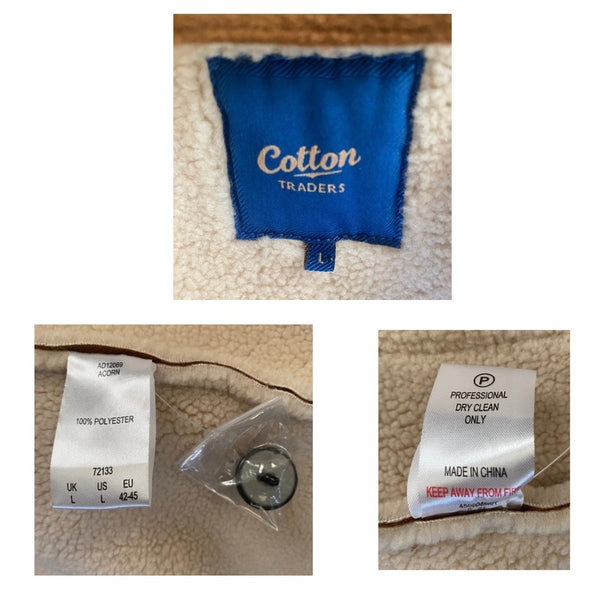 Cotton
TRADERS
L
AD12069
ACORN
100% POLYESTER
72133
UK US EU
L L 42-45
P
PROFESSIONAL
DRY CLEAN
ONLY
MADE IN CHINA
KEEP AWAY FROM